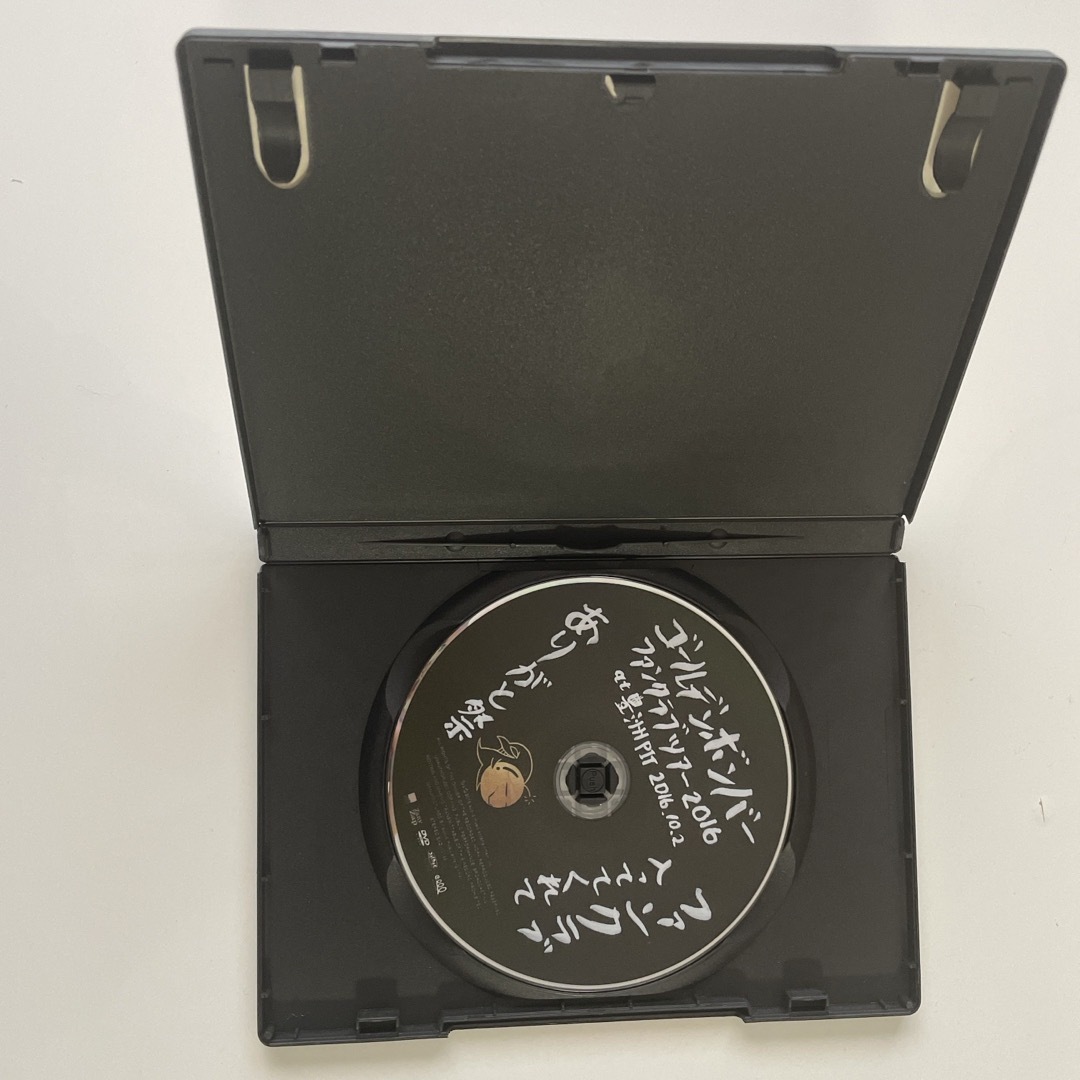 ゴールデンボンバー
ファンクラブツアー2016
at 豊洲PIT 2016.10.2
ファンクラブ
入ってて
くれて
ありがと祭
DVD